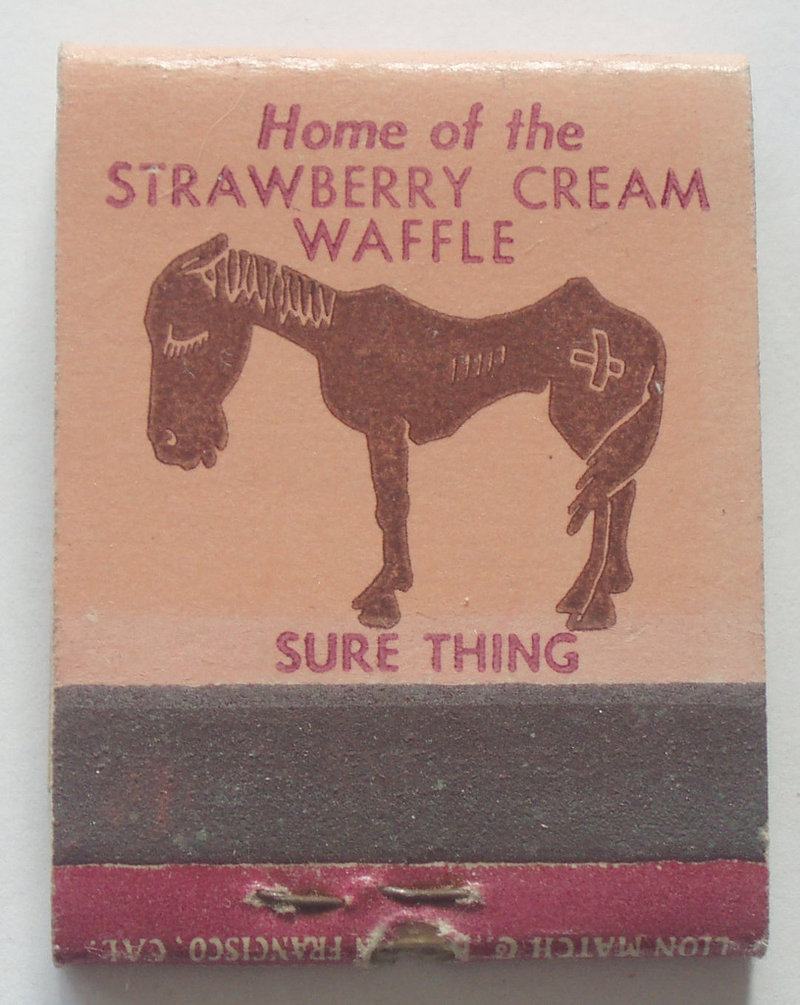 Home of the
STRAWBERRY CREAM
WAFFLE
SURE THING
LION MATCH FRANCISCO, CAL.